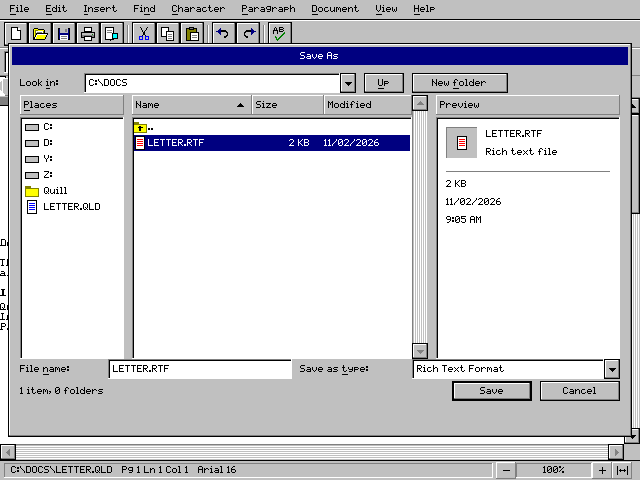 File Edit Insert Find Character Paragraph Document View Help
Save As
Look in: C:\DOCS Up New folder
Places Name Size Modified Preview
C:
D:
Y:
Z:
Quill
LETTER.QLD
..
LETTER.RTF 2 KB 11/02/2026
LETTER.RTF
Rich text file
2 KB
11/02/2026
9:05 AM
File name: LETTER.RTF Save as type: Rich Text Format
1 item, 0 folders Save Cancel
C:\DOCS\LETTER.QLD Pg 1 Ln 1 Col 1 Arial 16 100%